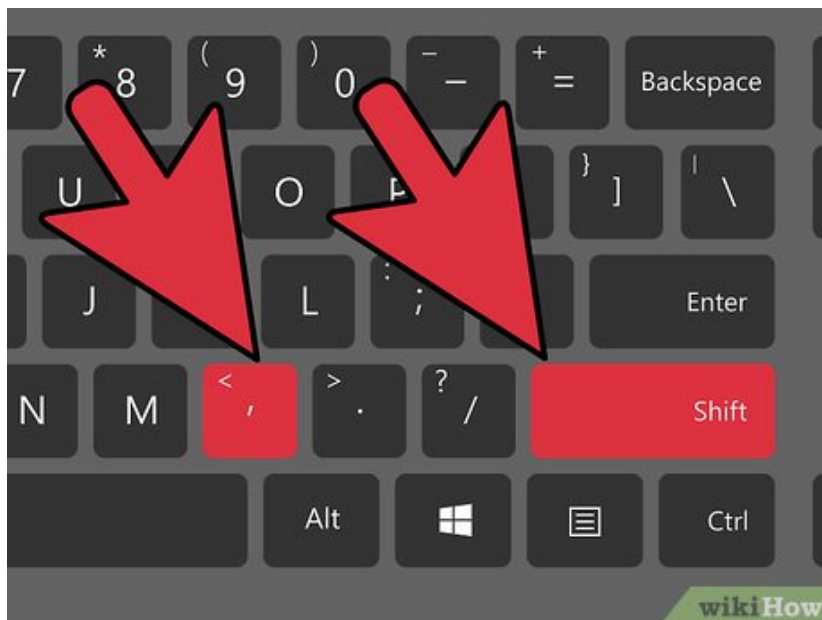 7 * 8 ( 9 ) 0 _ - + = Backspace
U O P } ] | \
J L : ; Enter
N M < , > . ? / Shift
Alt Ctrl
wikiHow